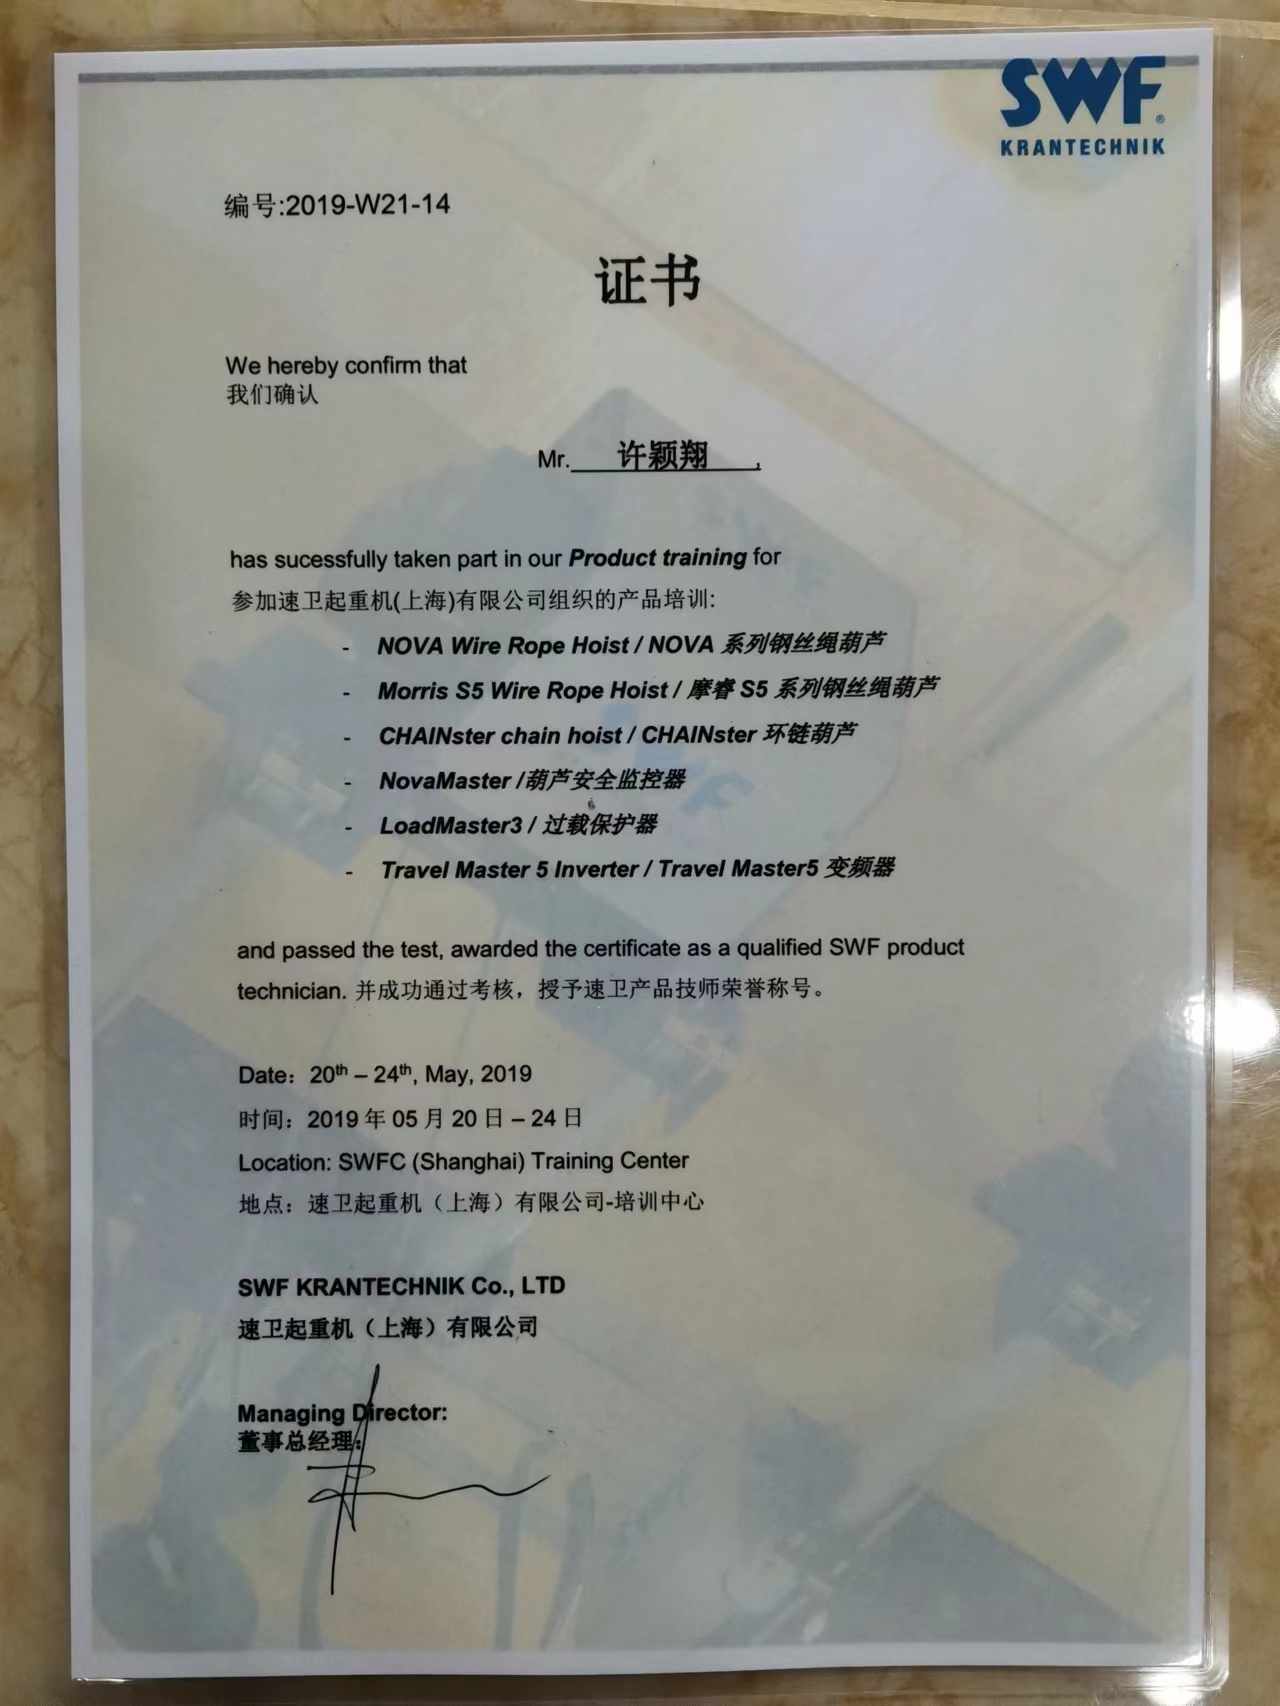 SWF®
KRANTECHNIK
编号:2019-W21-14
证书
We hereby confirm that
我们确认
Mr. 许颖翔 ,
has sucessfully taken part in our Product training for
参加速卫起重机(上海)有限公司组织的产品培训:
- NOVA Wire Rope Hoist / NOVA 系列钢丝绳葫芦
- Morris S5 Wire Rope Hoist / 摩睿 S5 系列钢丝绳葫芦
- CHAINster chain hoist / CHAINster 环链葫芦
- NovaMaster /葫芦安全监控器
- LoadMaster3 / 过载保护器
- Travel Master 5 Inverter / Travel Master5 变频器
and passed the test, awarded the certificate as a qualified SWF product
technician. 并成功通过考核，授予速卫产品技师荣誉称号。
Date：20th – 24th, May, 2019
时间：2019 年 05 月 20 日 – 24 日
Location: SWFC (Shanghai) Training Center
地点：速卫起重机（上海）有限公司-培训中心
SWF KRANTECHNIK Co., LTD
速卫起重机（上海）有限公司
Managing Director:
董事总经理: